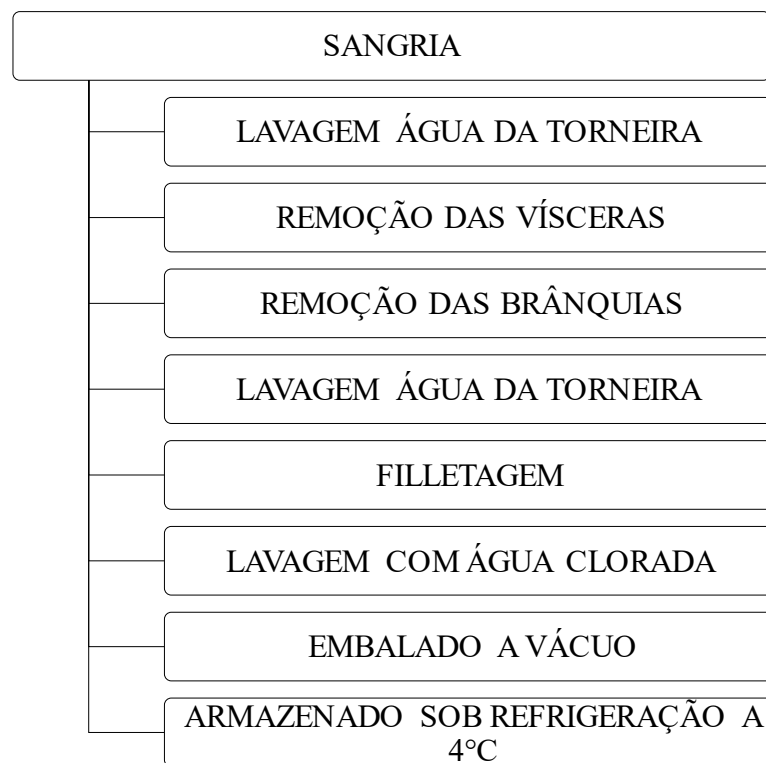 SANGRIA
LAVAGEM ÁGUA DA TORNEIRA
REMOÇÃO DAS VÍSCERAS
REMOÇÃO DAS BRÂNQUIAS
LAVAGEM ÁGUA DA TORNEIRA
FILLETAGEM
LAVAGEM COM ÁGUA CLORADA
EMBALADO A VÁCUO
ARMAZENADO SOB REFRIGERAÇÃO A
4°C